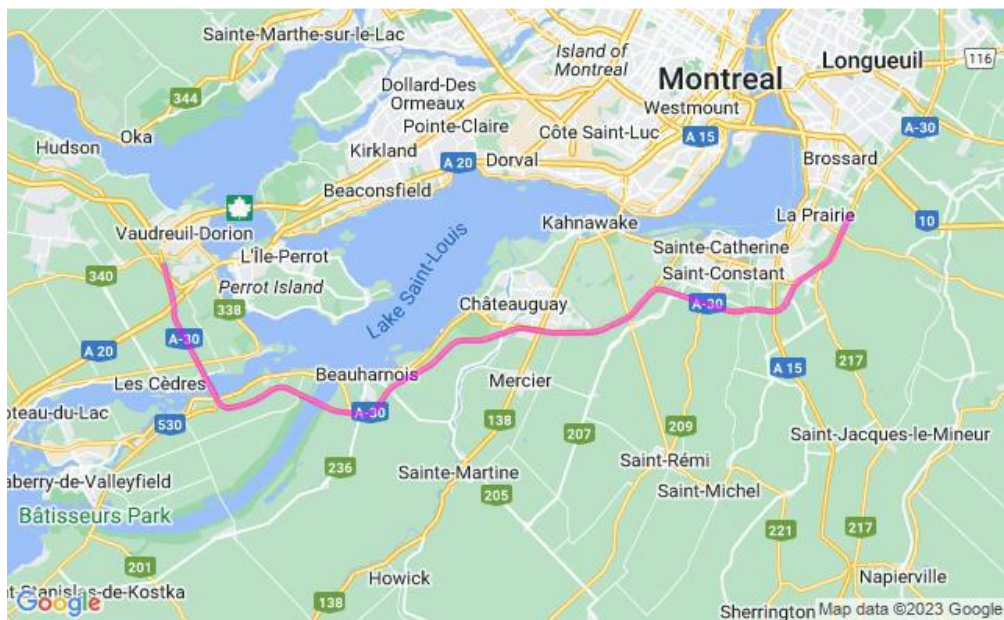 Sainte-Marthe-sur-le-Lac
Island of
Montreal
Longueuil
116
Montreal
Dollard-Des
Ormeaux
344
Westmount
Oka
Pointe-Claire
Côte Saint-Luc
A 15
A-30
Hudson
Kirkland
A 20
Dorval
Brossard
Beaconsfield
La Prairie
Kahnawake
10
Vaudreuil-Dorion
L'Île-Perrot
Sainte-Catherine
340
Perrot Island
Saint-Constant
Lake Saint-Louis
338
Châteauguay
A-30
A-30
A 20
217
A 15
Les Cèdres
Beauharnois
Mercier
oteau-du-Lac
A-30
530
138
209
207
Saint-Jacques-le-Mineur
236
Saint-Rémi
Sainte-Martine
aberry-de-Valleyfield
205
Saint-Michel
Bâtisseurs Park
221
217
201
Howick
Napierville
nt-Stanislas-de-Kostka
138
Google
Sherrington
Map data ©2023 Google